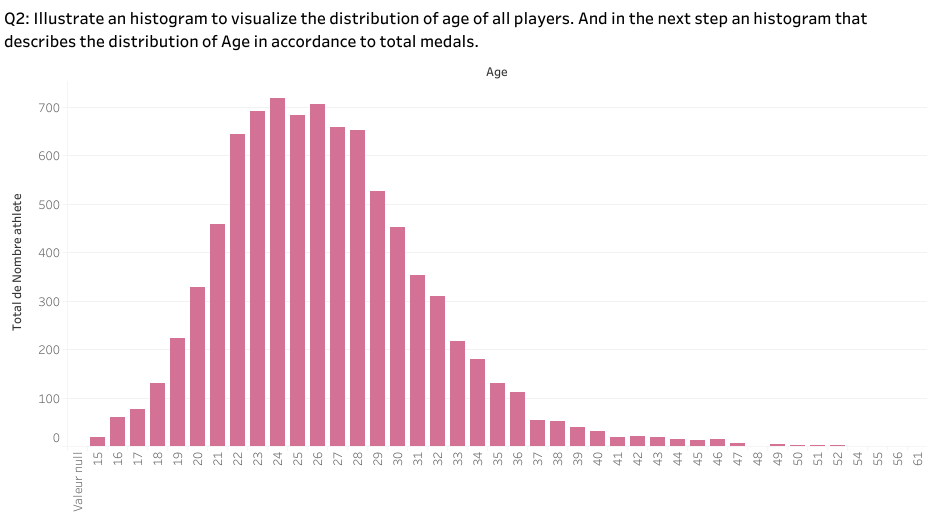 Q2: Illustrate an histogram to visualize the distribution of age of all players. And in the next step an histogram that
describes the distribution of Age in accordance to total medals.
Age
Total de Nombre athlete
700
600
500
400
300
200
100
0
Valeur null 15 16 17 18 19 20 21 22 23 24 25 26 27 28 29 30 31 32 33 34 35 36 37 38 39 40 41 42 43 44 45 46 47 48 49 50 51 52 54 55 56 61